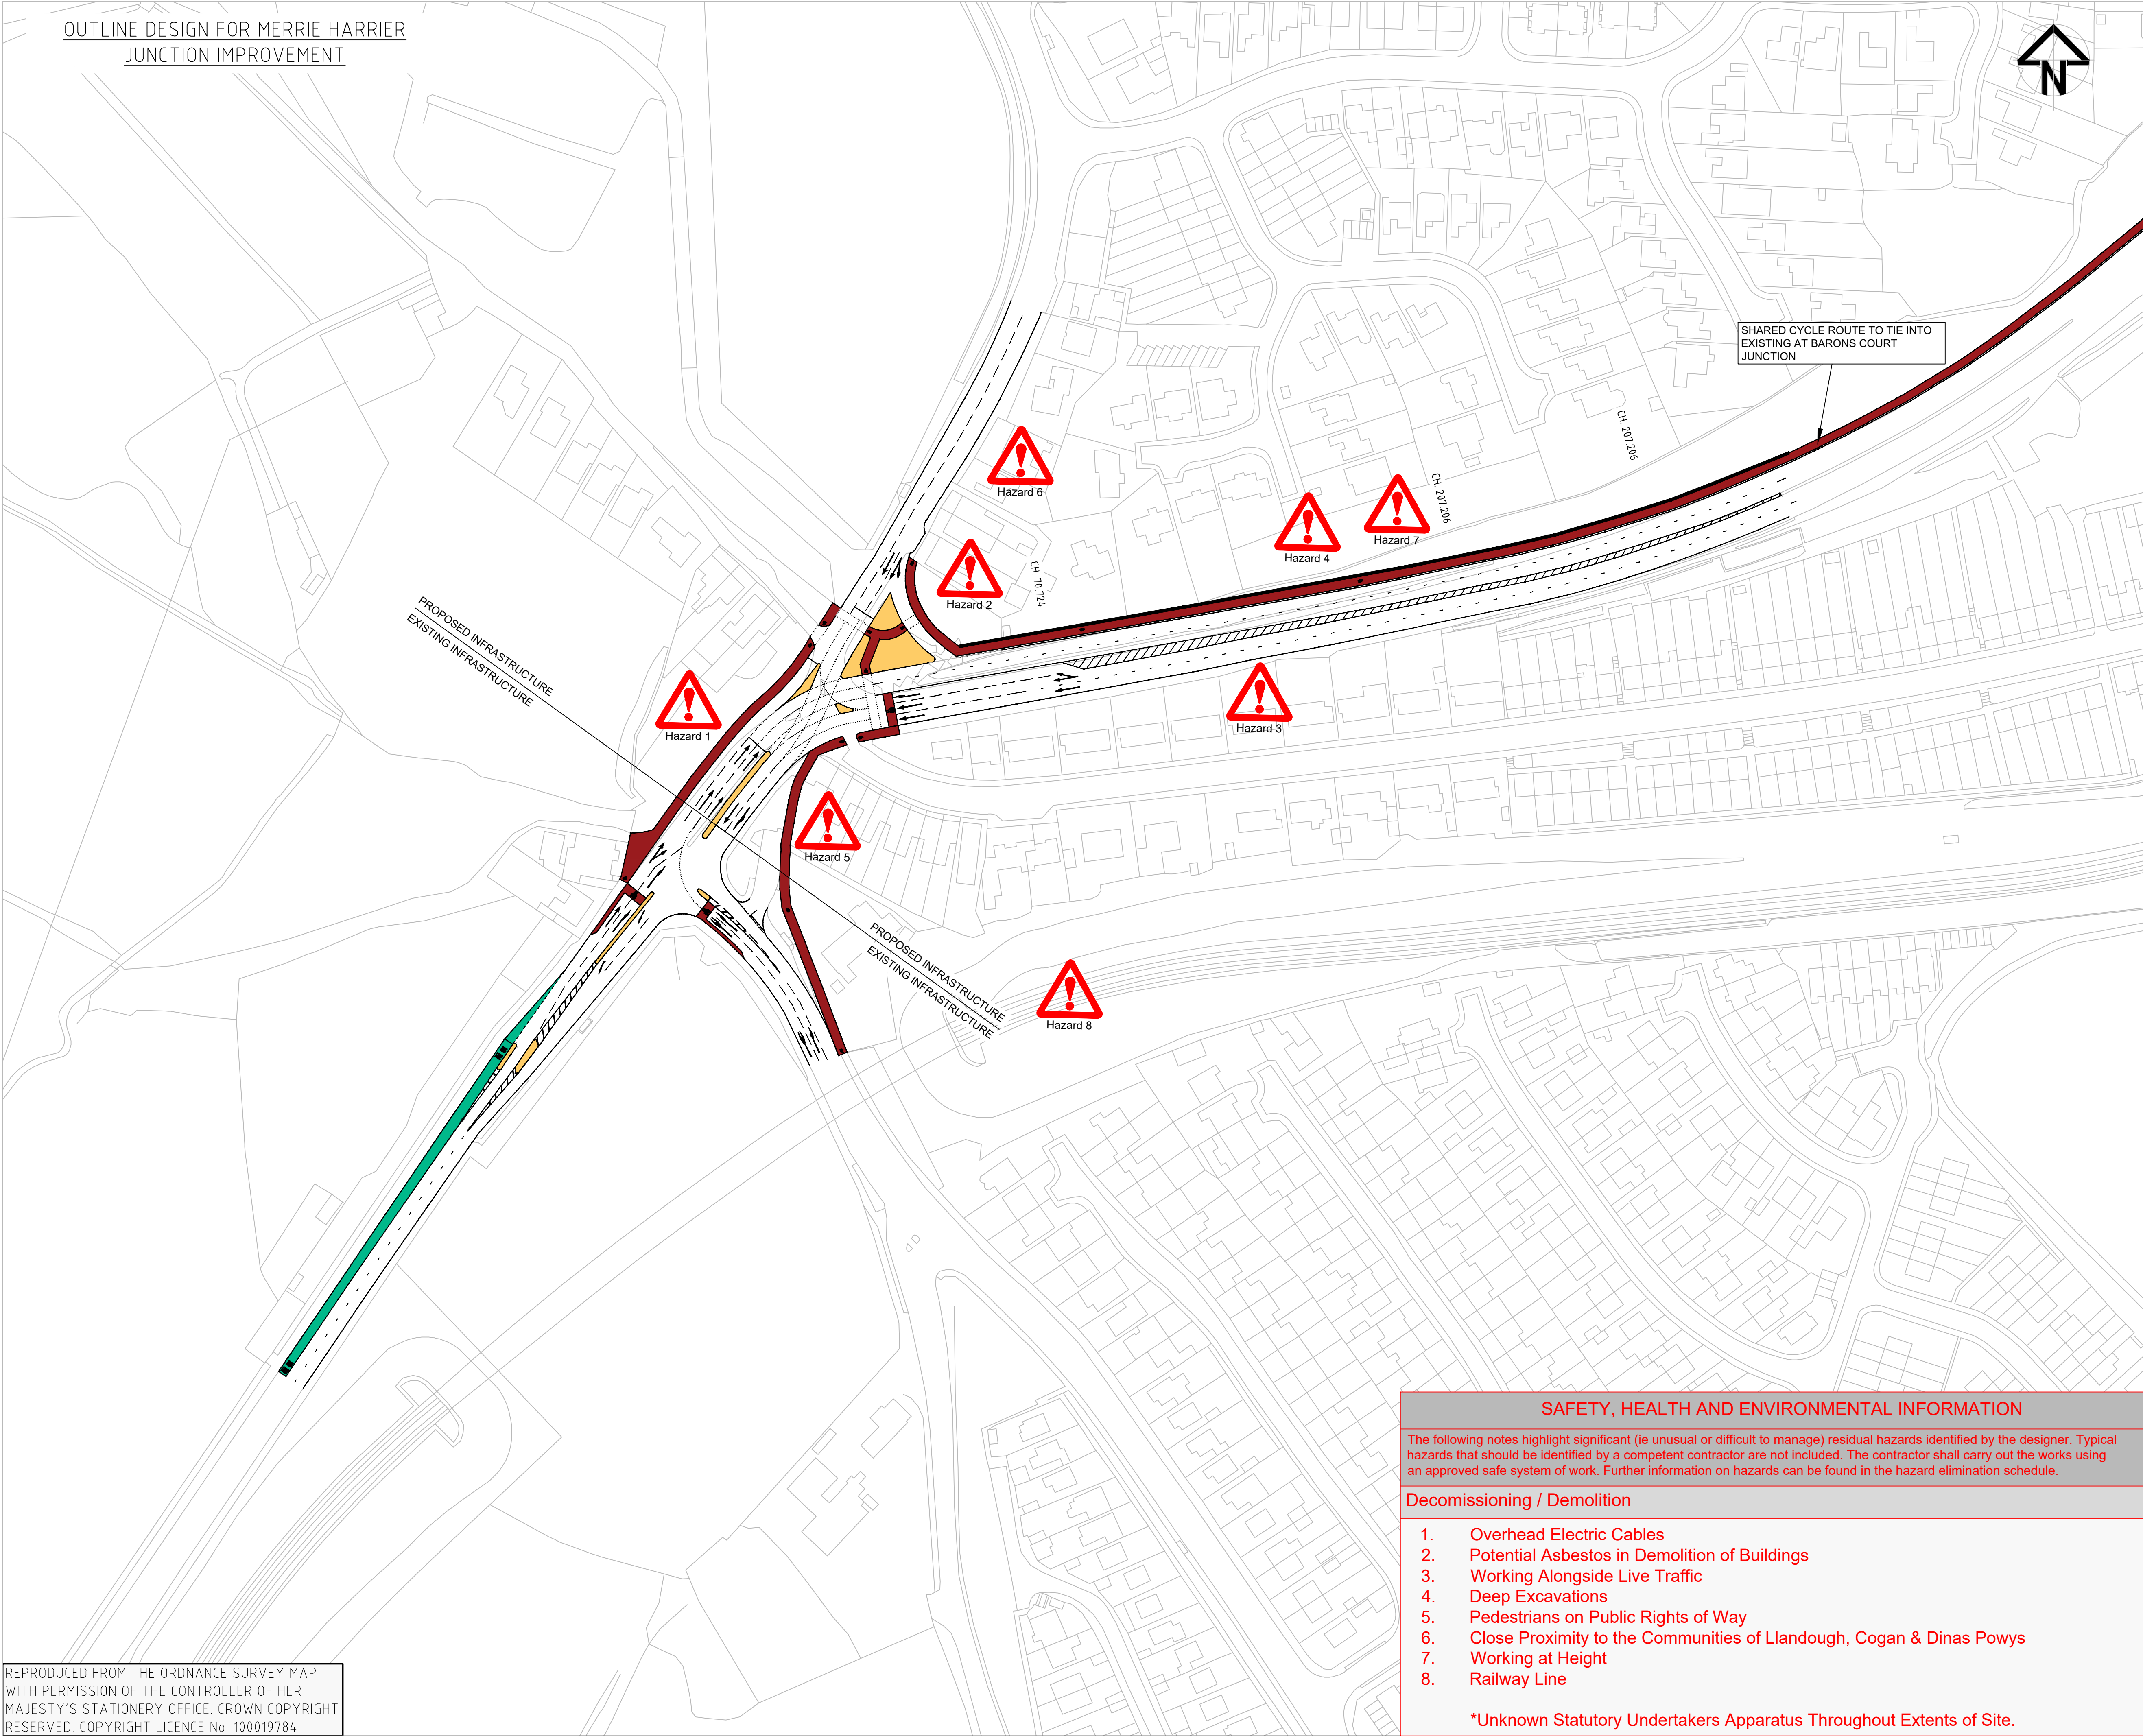 OUTLINE DESIGN FOR MERRIE HARRIER
JUNCTION IMPROVEMENT
N
SHARED CYCLE ROUTE TO TIE INTO
EXISTING AT BARONS COURT
JUNCTION
CH. 207.206
Hazard 6
CH. 207.206
Hazard 4
Hazard 7
Hazard 2
CH. 70.724
PROPOSED INFRASTRUCTURE
EXISTING INFRASTRUCTURE
Hazard 1
Hazard 3
Hazard 5
PROPOSED INFRASTRUCTURE
EXISTING INFRASTRUCTURE
Hazard 8
SAFETY, HEALTH AND ENVIRONMENTAL INFORMATION
The following notes highlight significant (ie unusual or difficult to manage) residual hazards identified by the designer. Typical
hazards that should be identified by a competent contractor are not included. The contractor shall carry out the works using
an approved safe system of work. Further information on hazards can be found in the hazard elimination schedule.
Decomissioning / Demolition
1. Overhead Electric Cables
2. Potential Asbestos in Demolition of Buildings
3. Working Alongside Live Traffic
4. Deep Excavations
5. Pedestrians on Public Rights of Way
6. Close Proximity to the Communities of Llandough, Cogan & Dinas Powys
7. Working at Height
8. Railway Line
*Unknown Statutory Undertakers Apparatus Throughout Extents of Site.
REPRODUCED FROM THE ORDNANCE SURVEY MAP
WITH PERMISSION OF THE CONTROLLER OF HER
MAJESTY'S STATIONERY OFFICE. CROWN COPYRIGHT
RESERVED. COPYRIGHT LICENCE No. 100019784